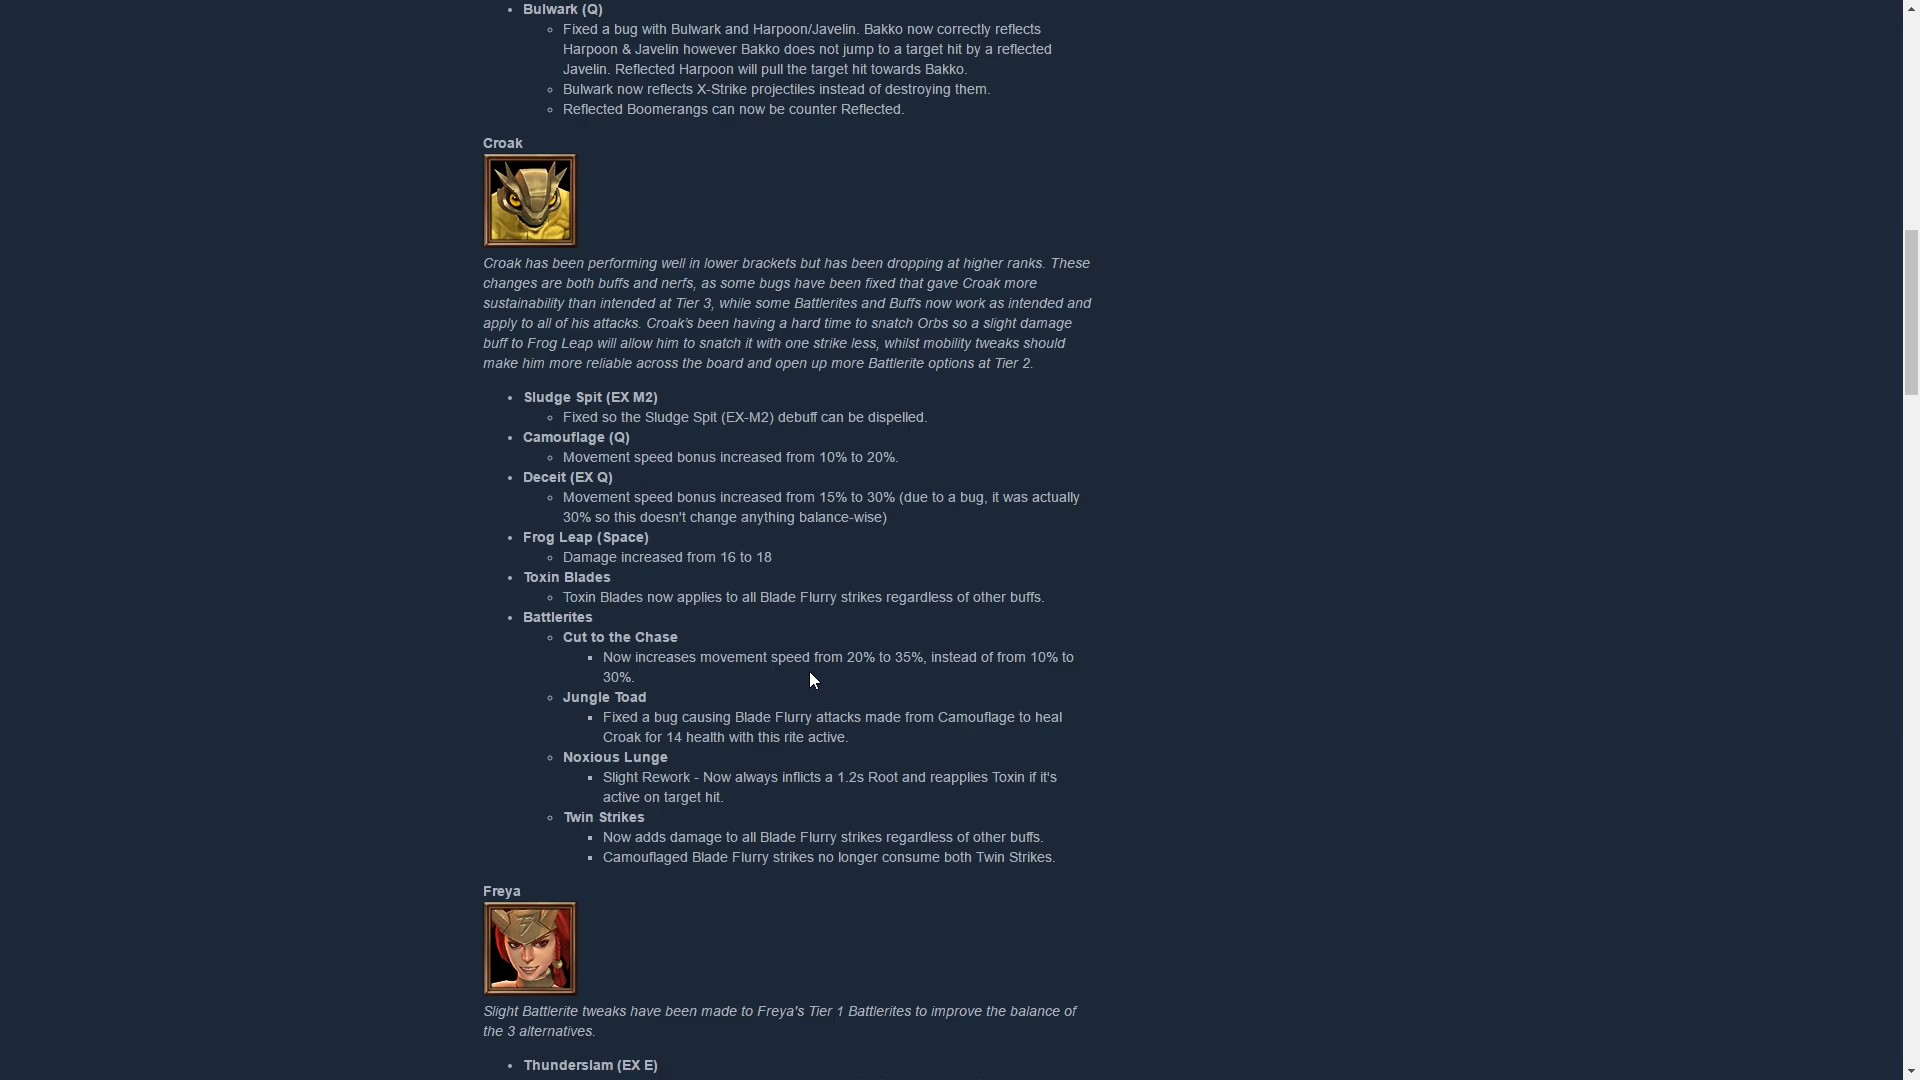 Bulwark (Q)
Fixed a bug with Bulwark and Harpoon/Javelin. Bakko now correctly reflects
Harpoon & Javelin however Bakko does not jump to a target hit by a reflected
Javelin. Reflected Harpoon will pull the target hit towards Bakko.
Bulwark now reflects X-Strike projectiles instead of destroying them.
Reflected Boomerangs can now be counter Reflected.
Croak
Croak has been performing well in lower brackets but has been dropping at higher ranks. These
changes are both buffs and nerfs, as some bugs have been fixed that gave Croak more
sustainability than intended at Tier 3, while some Battlerites and Buffs now work as intended and
apply to all of his attacks. Croak's been having a hard time to snatch Orbs so a slight damage
buff to Frog Leap will allow him to snatch it with one strike less, whilst mobility tweaks should
make him more reliable across the board and open up more Battlerite options at Tier 2.
Sludge Spit (EX M2)
Fixed so the Sludge Spit (EX-M2) debuff can be dispelled.
Camouflage (Q)
Movement speed bonus increased from 10% to 20%.
Deceit (EX Q)
Movement speed bonus increased from 15% to 30% (due to a bug, it was actually
30% so this doesn't change anything balance-wise)
Frog Leap (Space)
Damage increased from 16 to 18
Toxin Blades
Toxin Blades now applies to all Blade Flurry strikes regardless of other buffs.
Battlerites
Cut to the Chase
Now increases movement speed from 20% to 35%, instead of from 10% to
30%.
Jungle Toad
Fixed a bug causing Blade Flurry attacks made from Camouflage to heal
Croak for 14 health with this rite active.
Noxious Lunge
Slight Rework - Now always inflicts a 1.2s Root and reapplies Toxin if it's
active on target hit.
Twin Strikes
Now adds damage to all Blade Flurry strikes regardless of other buffs.
Camouflaged Blade Flurry strikes no longer consume both Twin Strikes.
Freya
Slight Battlerite tweaks have been made to Freya's Tier 1 Battlerites to improve the balance of
the 3 alternatives.
Thunderslam (EX E)